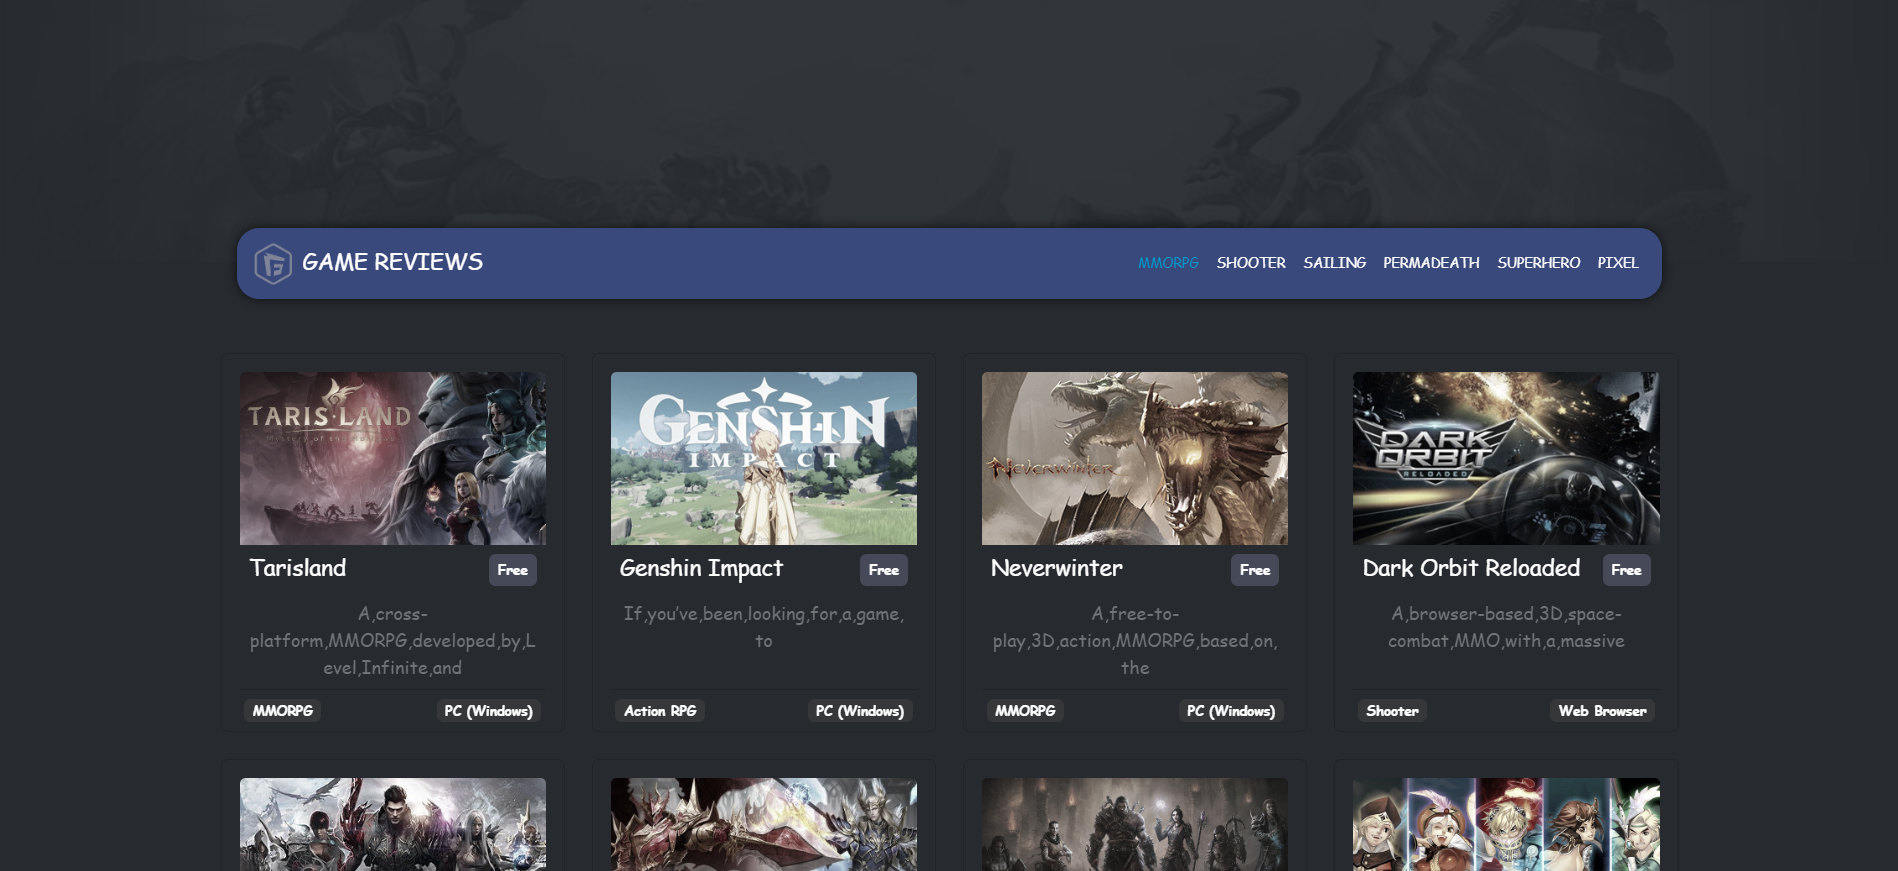 GAME REVIEWS
MMORPG SHOOTER SAILING PERMADEATH SUPERHERO PIXEL
TARISLAND
GENSHIN
IMPACT
NEVERWINTER
DARK
ORBIT
RELOADED
Tarisland Free
A,cross-
platform,MMORPG,developed,by,L
evel,Infinite,and
MMORPG PC (Windows)
Genshin Impact Free
If,you've,been,looking,for,a,game,
to
Action RPG PC (Windows)
Neverwinter Free
A,free-to-
play,3D,action,MMORPG,based,on,
the
MMORPG PC (Windows)
Dark Orbit Reloaded Free
A,browser-based,3D,space-
combat,MMO,with,a,massive
Shooter Web Browser